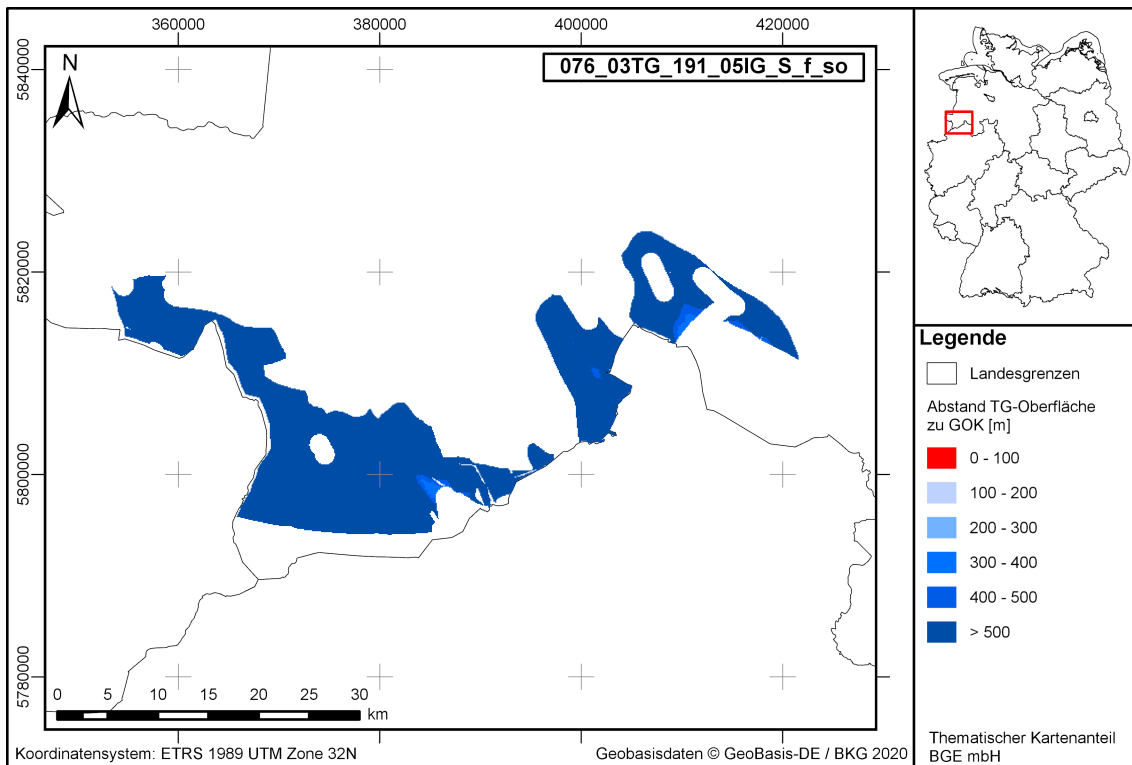 360000
380000
400000
420000
076_03TG_191_05IG_S_f_so
N
5840000
5820000
5800000
5780000
0 5 10 15 20 25 30
km
Koordinatensystem: ETRS 1989 UTM Zone 32N
Geobasisdaten © GeoBasis-DE / BKG 2020
Legende
Landesgrenzen
Abstand TG-Oberfläche
zu GOK [m]
0 - 100
100 - 200
200 - 300
300 - 400
400 - 500
> 500
Thematischer Kartenanteil
BGE mbH